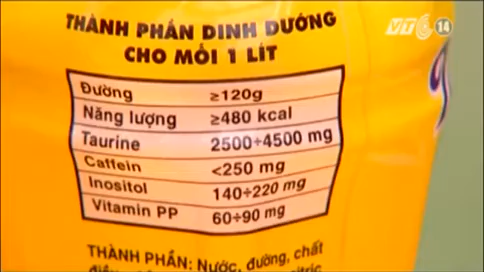 VTC 14
THÀNH PHẦN DINH DƯỠNG
CHO MỖI 1 LÍT
Đường ≥120g
Năng lượng ≥480 kcal
Taurine 2500÷4500 mg
Caffein <250 mg
Inositol 140÷220 mg
Vitamin PP 60÷90 mg
THÀNH PHẦN: Nước, đường, chất